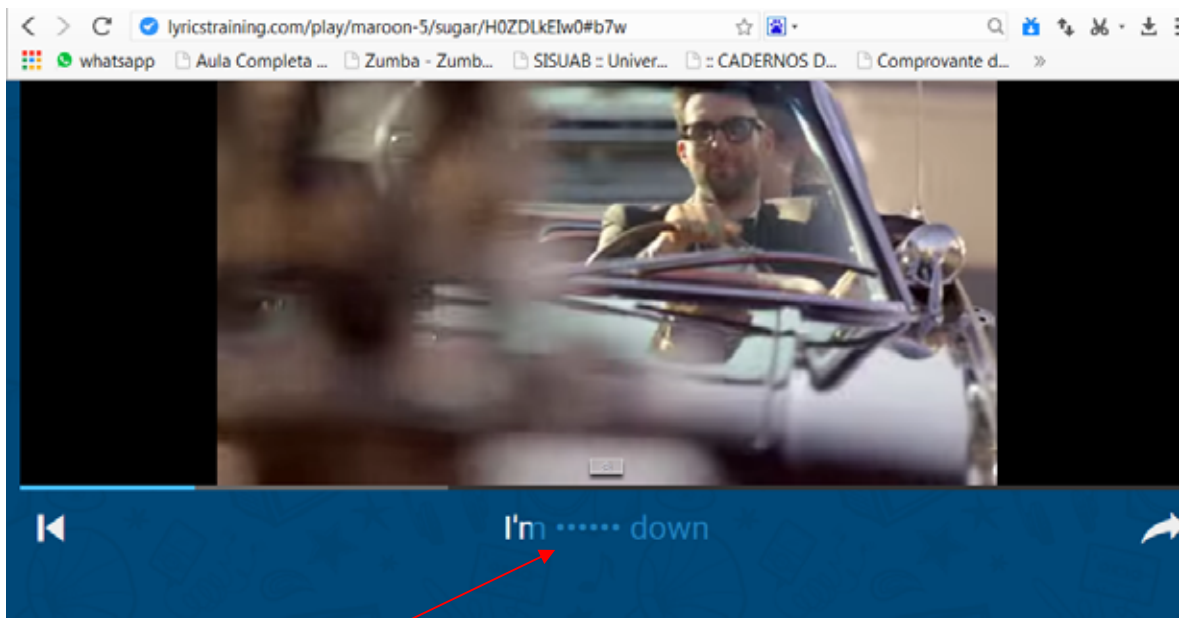 lyricstraining.com/play/maroon-5/sugar/H0ZDLkEIw0#b7w
whatsapp Aula Completa ... Zumba - Zumb... SISUAB :: Univer... :: CADERNOS D... Comprovante d... »
I'm •••••• down